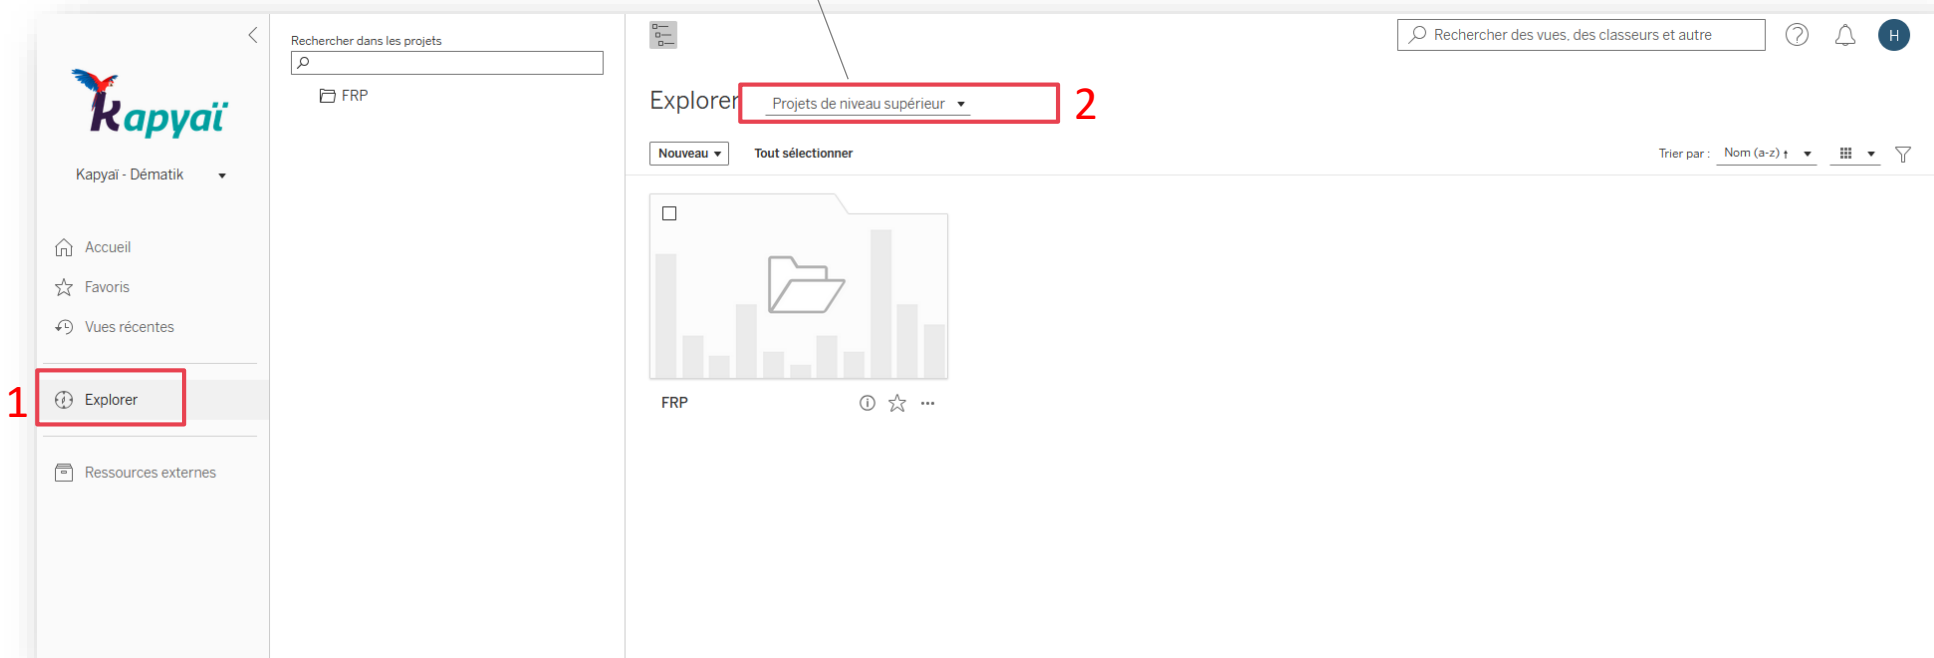 kapyaï
Kapyaï - Dématik
Accueil
Favoris
Vues récentes
1
Explorer
Ressources externes
Rechercher dans les projets
FRP
Rechercher des vues, des classeurs et autre
H
Explorer
Projets de niveau supérieur
2
Nouveau
Tout sélectionner
Trier par : Nom (a-z) ↑
FRP